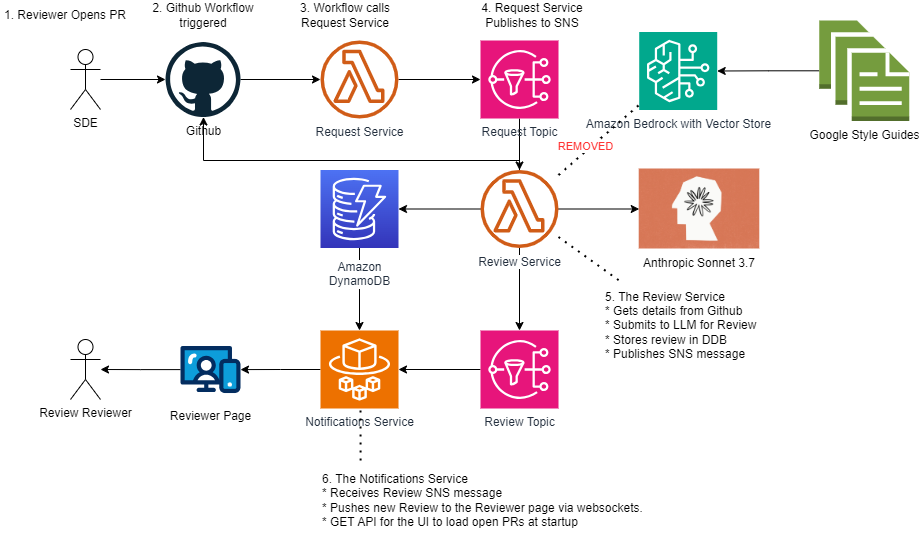 1. Reviewer Opens PR
2. Github Workflow
triggered
3. Workflow calls
Request Service
4. Request Service
Publishes to SNS
SDE
Github
Request Service
Request Topic
Amazon Bedrock with Vector Store
Google Style Guides
REMOVED
Amazon
DynamoDB
Review Service
Anthropic Sonnet 3.7
5. The Review Service
* Gets details from Github
* Submits to LLM for Review
* Stores review in DDB
* Publishes SNS message
Review Reviewer
Reviewer Page
Notifications Service
Review Topic
6. The Notifications Service
* Receives Review SNS message
* Pushes new Review to the Reviewer page via websockets.
* GET API for the UI to load open PRs at startup